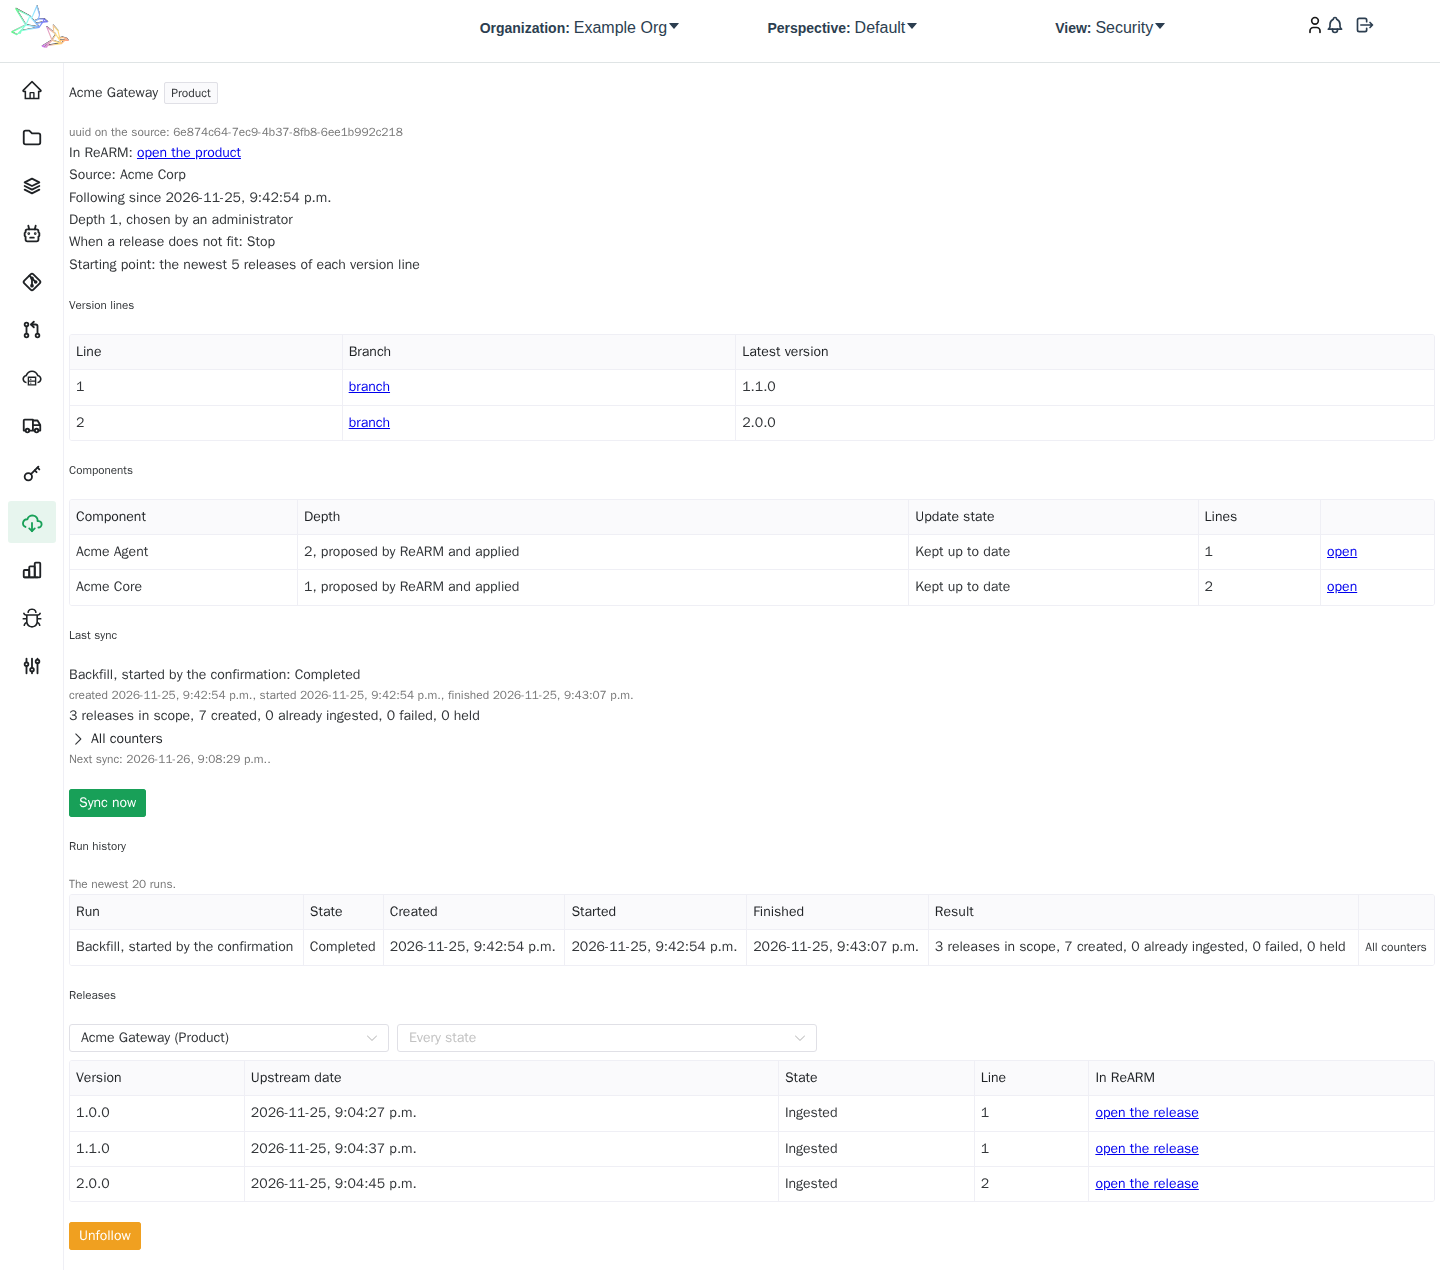 Organization: Example Org Perspective: Default View: Security
Acme Gateway Product
uuid on the source: 6e874c64-7ec9-4b37-8fb8-6ee1b992c218
In ReARM: open the product
Source: Acme Corp
Following since 2026-11-25, 9:42:54 p.m.
Depth 1, chosen by an administrator
When a release does not fit: Stop
Starting point: the newest 5 releases of each version line
Version lines
Line Branch Latest version
1 branch 1.1.0
2 branch 2.0.0
Components
Component Depth Update state Lines
Acme Agent 2, proposed by ReARM and applied Kept up to date 1 open
Acme Core 1, proposed by ReARM and applied Kept up to date 2 open
Last sync
Backfill, started by the confirmation: Completed
created 2026-11-25, 9:42:54 p.m., started 2026-11-25, 9:42:54 p.m., finished 2026-11-25, 9:43:07 p.m.
3 releases in scope, 7 created, 0 already ingested, 0 failed, 0 held
All counters
Next sync: 2026-11-26, 9:08:29 p.m..
Sync now
Run history
The newest 20 runs.
Run State Created Started Finished Result
Backfill, started by the confirmation Completed 2026-11-25, 9:42:54 p.m. 2026-11-25, 9:42:54 p.m. 2026-11-25, 9:43:07 p.m. 3 releases in scope, 7 created, 0 already ingested, 0 failed, 0 held All counters
Releases
Acme Gateway (Product) Every state
Version Upstream date State Line In ReARM
1.0.0 2026-11-25, 9:04:27 p.m. Ingested 1 open the release
1.1.0 2026-11-25, 9:04:37 p.m. Ingested 1 open the release
2.0.0 2026-11-25, 9:04:45 p.m. Ingested 2 open the release
Unfollow